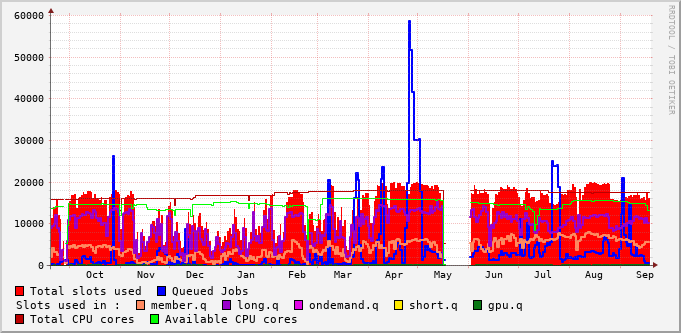 60000
50000
40000
30000
20000
10000
0
Oct Nov Dec Jan Feb Mar Apr May Jun Jul Aug Sep
RRDTOOL / TOBI OETIKER
Total slots used Queued Jobs
Slots used in : member.q long.q ondemand.q short.q gpu.q
Total CPU cores Available CPU cores